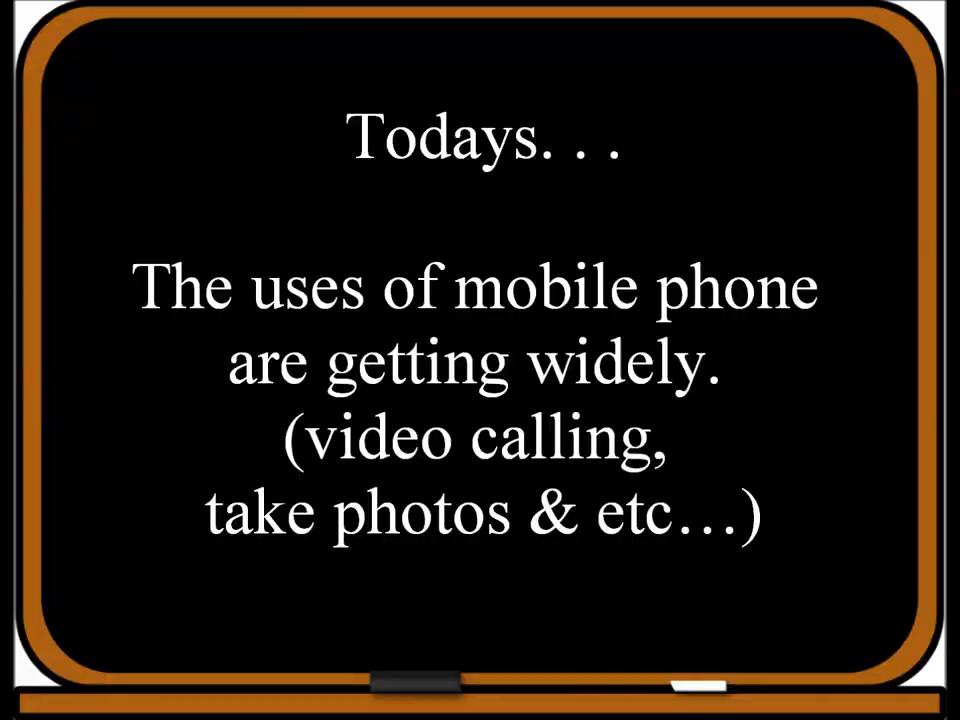 Todays. . .
The uses of mobile phone
are getting widely.
(video calling,
take photos & etc…)